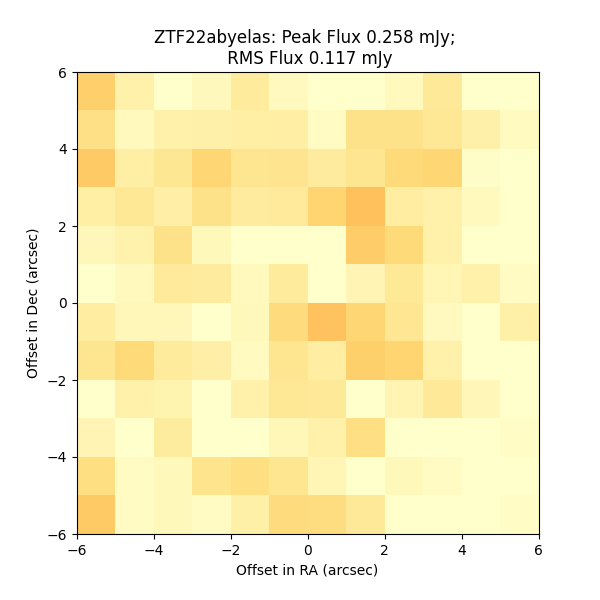 ZTF22abyelas: Peak Flux 0.258 mJy;
RMS Flux 0.117 mJy
6
4
2
0
−2
−4
−6
Offset in Dec (arcsec)
−6 −4 −2 0 2 4 6
Offset in RA (arcsec)